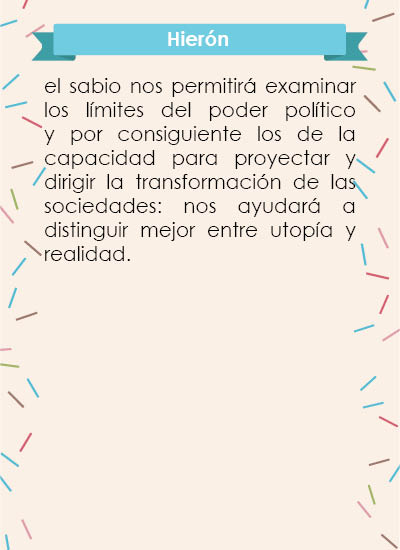 Hierón
el sabio nos permitirá examinar
los límites del poder político
y por consiguiente los de la
capacidad para proyectar y
dirigir la transformación de las
sociedades: nos ayudará a
distinguir mejor entre utopía y
realidad.